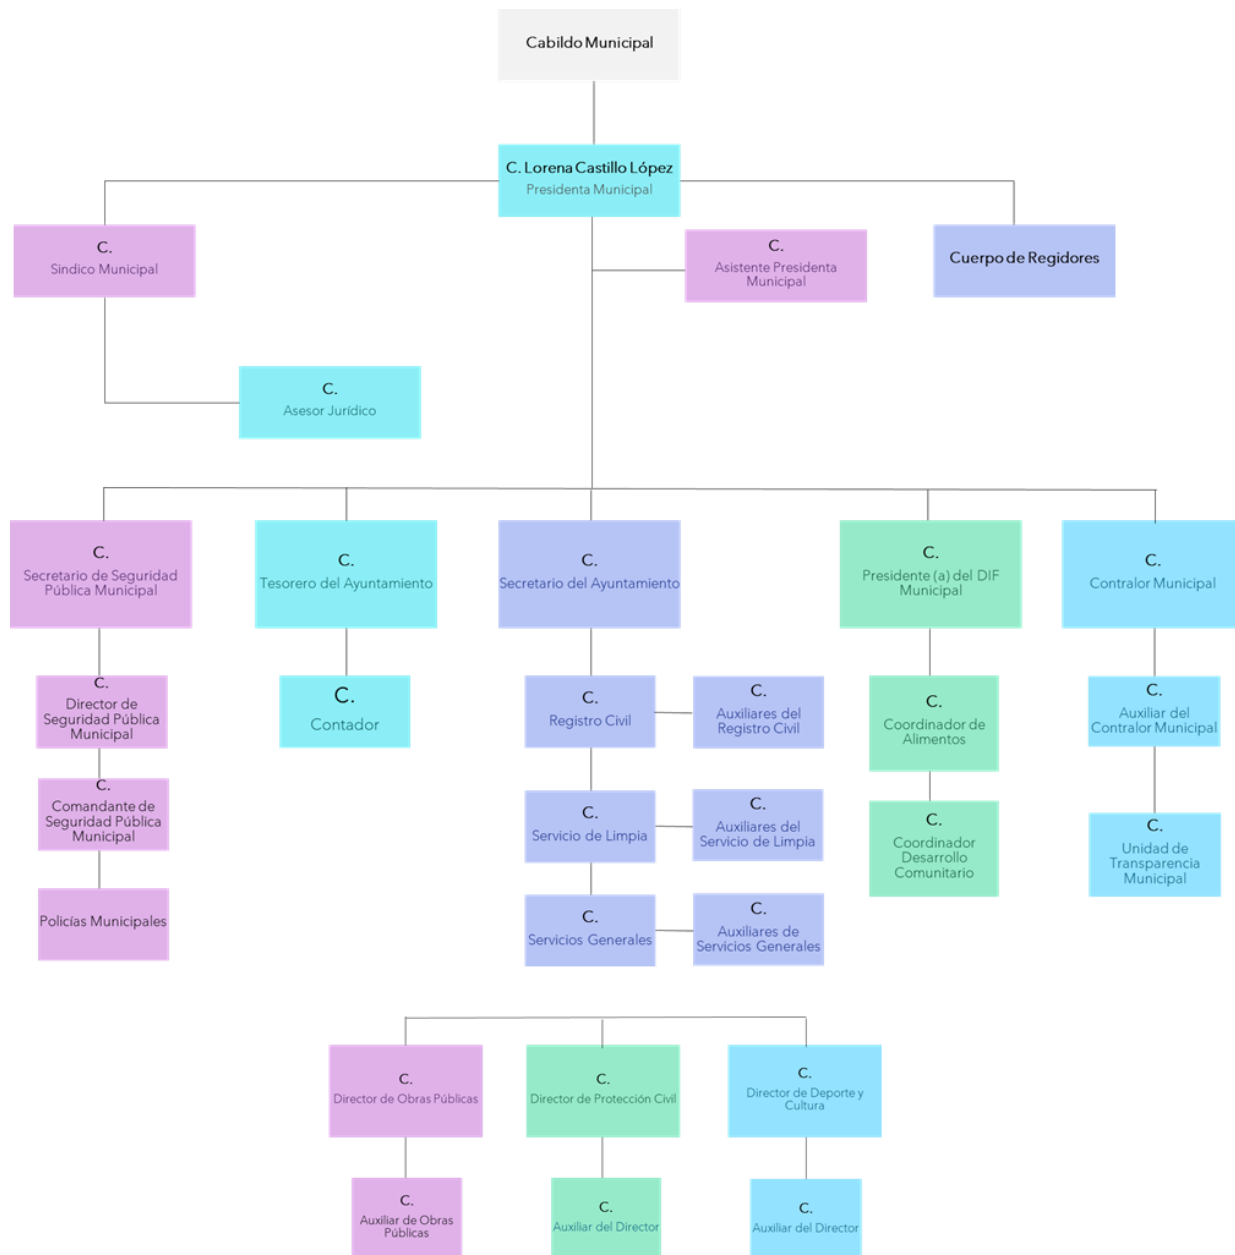 Cabildo Municipal
C. Lorena Castillo López
Presidenta Municipal
C.
Sindico Municipal
C.
Asistente Presidenta
Municipal
Cuerpo de Regidores
C.
Asesor Jurídico
C.
Secretario de Seguridad
Pública Municipal
C.
Tesorero del Ayuntamiento
C.
Secretario del Ayuntamiento
C.
Presidente (a) del DIF
Municipal
C.
Contralor Municipal
C.
Director de
Seguridad Pública
Municipal
C.
Contador
C.
Registro Civil
C.
Auxiliares del
Registro Civil
C.
Coordinador de
Alimentos
C.
Auxiliar del
Contralor Municipal
C.
Comandante de
Seguridad Pública
Municipal
C.
Servicio de Limpia
C.
Auxiliares del
Servicio de Limpia
C.
Coordinador
Desarrollo
Comunitario
C.
Unidad de
Transparencia
Municipal
Policías Municipales
C.
Servicios Generales
C.
Auxiliares de
Servicios Generales
C.
Director de Obras Públicas
C.
Director de Protección Civil
C.
Director de Deporte y
Cultura
C.
Auxiliar de Obras
Públicas
C.
Auxiliar del Director
C.
Auxiliar del Director